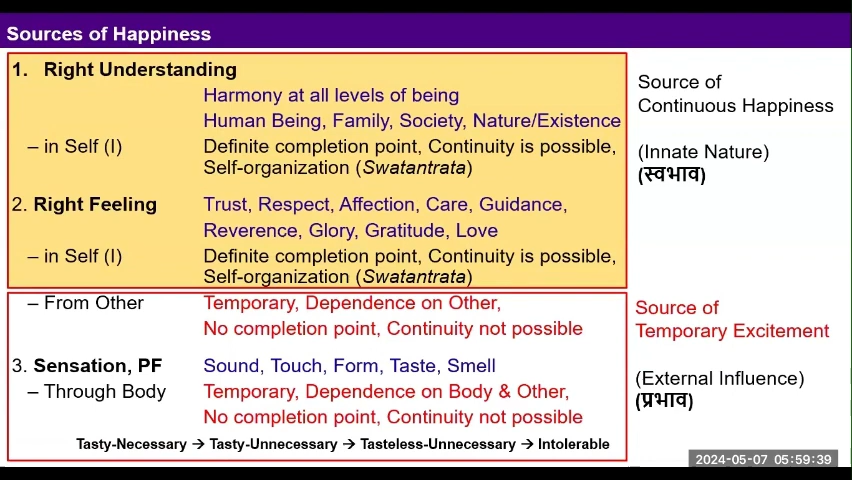 Sources of Happiness
1. Right Understanding
Harmony at all levels of being
Human Being, Family, Society, Nature/Existence
– in Self (I) Definite completion point, Continuity is possible,
Self-organization (Swatantrata)
2. Right Feeling Trust, Respect, Affection, Care, Guidance,
Reverence, Glory, Gratitude, Love
– in Self (I) Definite completion point, Continuity is possible,
Self-organization (Swatantrata)
– From Other Temporary, Dependence on Other,
No completion point, Continuity not possible
3. Sensation, PF Sound, Touch, Form, Taste, Smell
– Through Body Temporary, Dependence on Body & Other,
No completion point, Continuity not possible
Tasty-Necessary → Tasty-Unnecessary → Tasteless-Unnecessary → Intolerable
Source of
Continuous Happiness
(Innate Nature)
(स्वभाव)
Source of
Temporary Excitement
(External Influence)
(प्रभाव)
2024-05-07 05:59:39